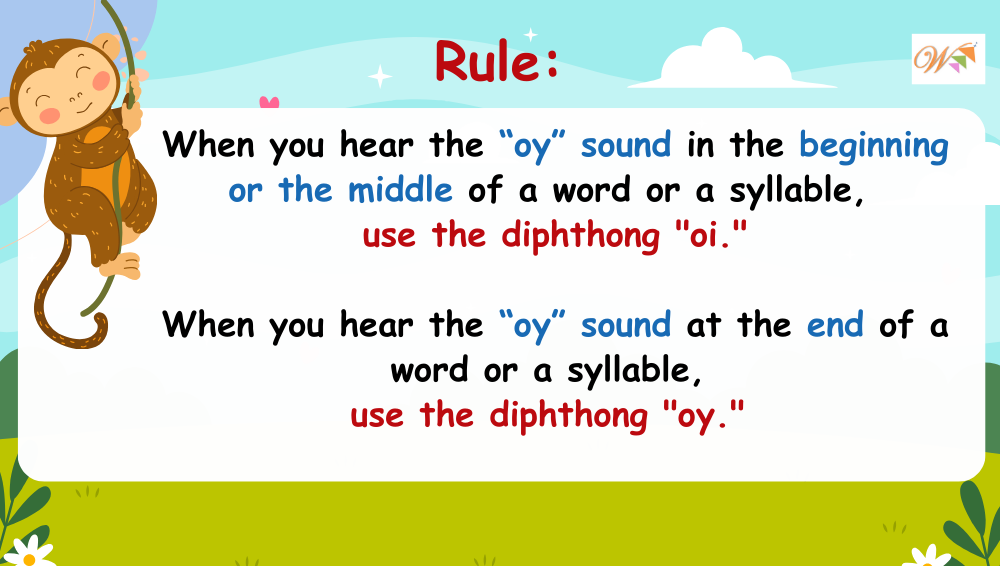 Rule:
W
When you hear the “oy” sound in the beginning
or the middle of a word or a syllable,
use the diphthong "oi."
When you hear the “oy” sound at the end of a
word or a syllable,
use the diphthong "oy."